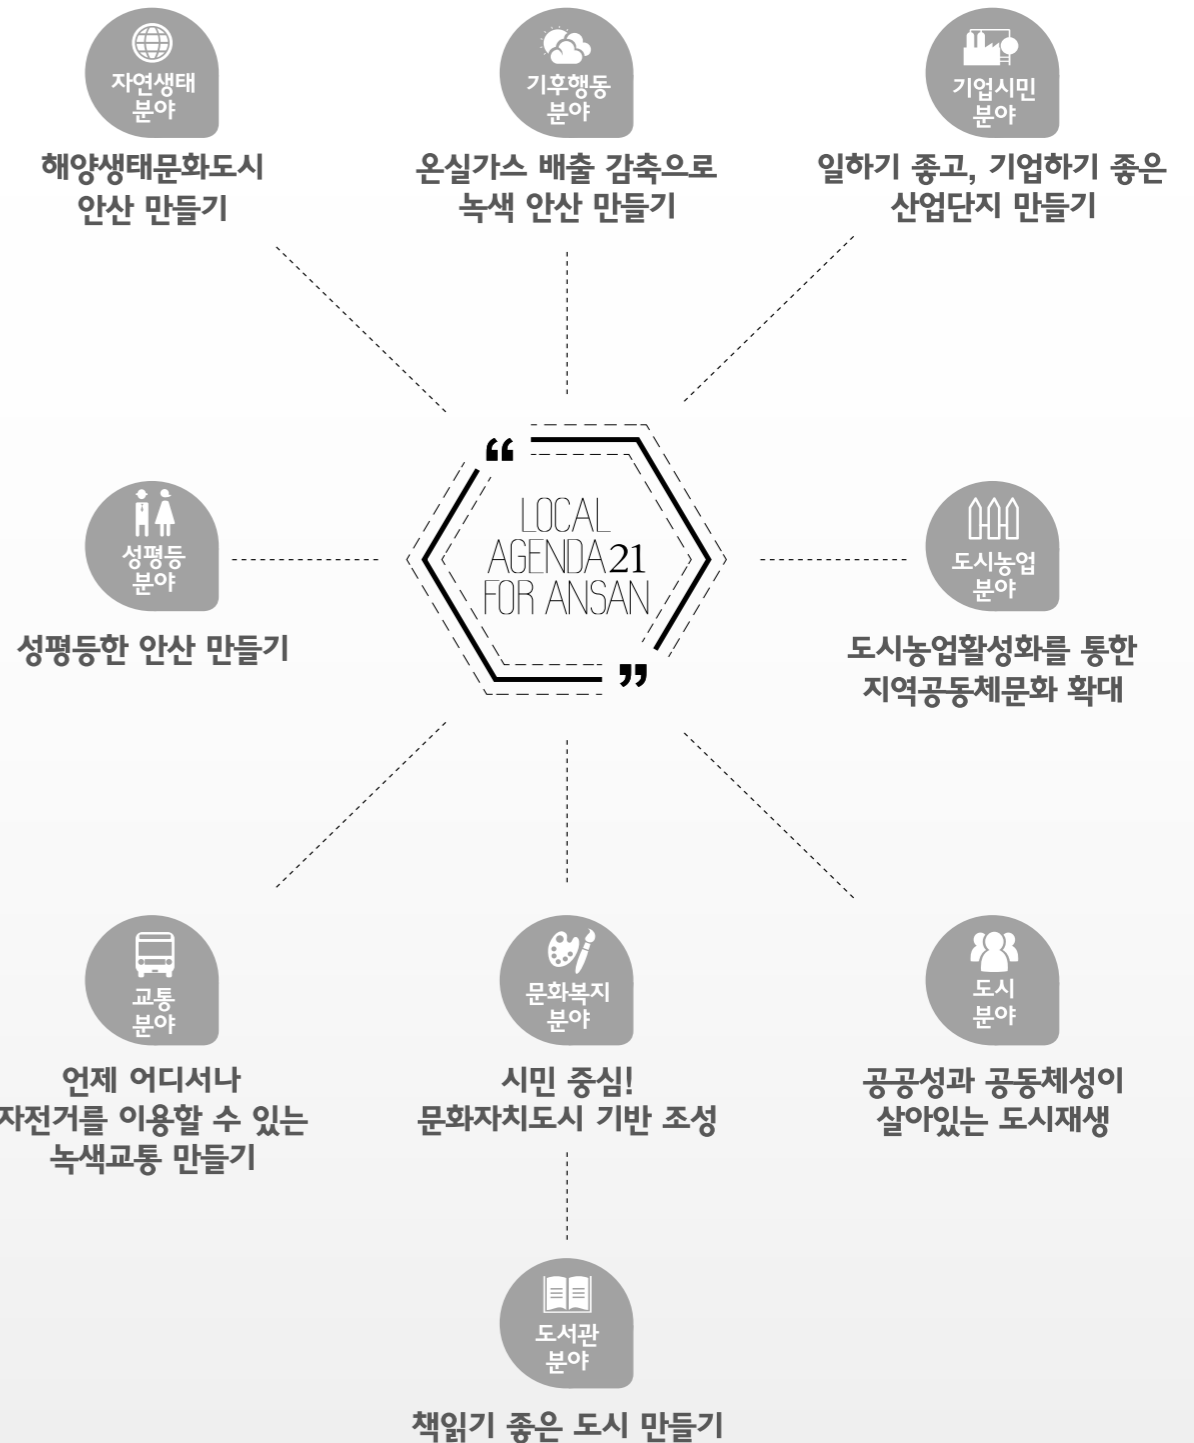 자연생태
분야
해양생태문화도시
안산 만들기
기후행동
분야
온실가스 배출 감축으로
녹색 안산 만들기
기업시민
분야
일하기 좋고, 기업하기 좋은
산업단지 만들기
성평등
분야
성평등한 안산 만들기
“
LOCAL
AGENDA21
FOR ANSAN
”
도시농업
분야
도시농업활성화를 통한
지역공동체문화 확대
교통
분야
언제 어디서나
자전거를 이용할 수 있는
녹색교통 만들기
문화복지
분야
시민 중심!
문화자치도시 기반 조성
도시
분야
공공성과 공동체성이
살아있는 도시재생
도서관
분야
책읽기 좋은 도시 만들기